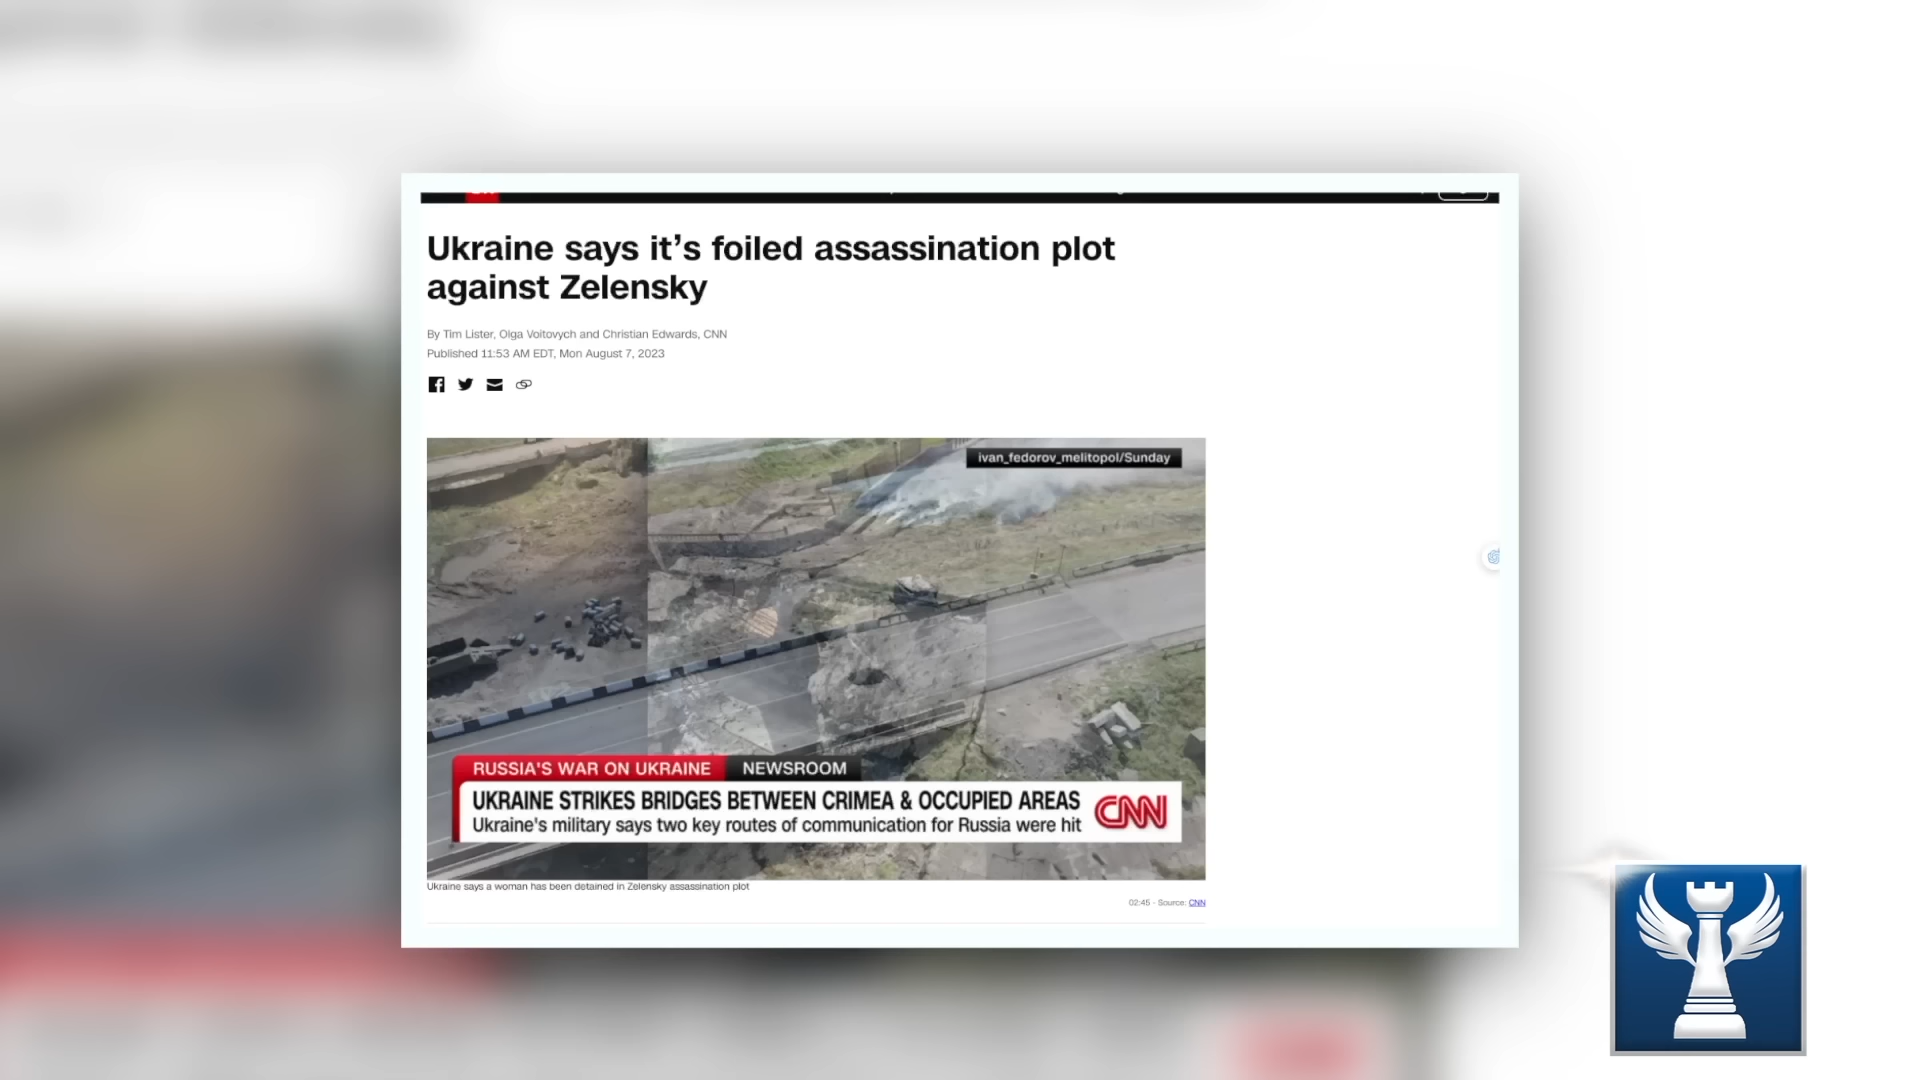 Ukraine says it’s foiled assassination plot
against Zelensky
By Tim Lister, Olga Voitovych and Christian Edwards, CNN
Published 11:53 AM EDT, Mon August 7, 2023
ivan_fedorov_melitopol/Sunday
RUSSIA'S WAR ON UKRAINE NEWSROOM
UKRAINE STRIKES BRIDGES BETWEEN CRIMEA & OCCUPIED AREAS
Ukraine's military says two key routes of communication for Russia were hit
CNN
Ukraine says a woman has been detained in Zelensky assassination plot
02:45 - Source: CNN